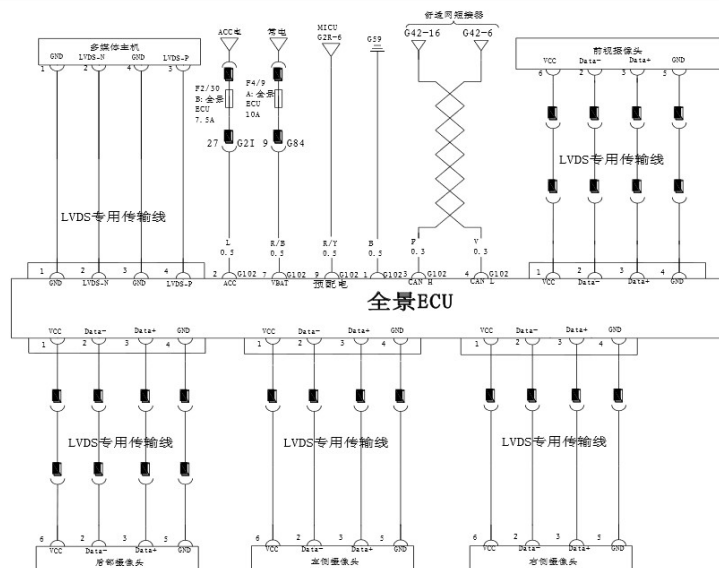 ACC电 常电 MICU G2R-6 G59 舒适网短接器
G42-16 G42-6
多媒体主机 前视摄像头
GND LVDS-N GND LVDS-P
1 2 4 3
VCC Data- Data+ GND
6 2 3 5
F2/30
B:全景
ECU
7.5A
F4/9
A:全景
ECU
10A
27 G2I 9 G84
LVDS专用传输线
LVDS专用传输线
L R/B R/Y B P V
0.5 0.5 0.5 0.5 0.3 0.3
1 2 3 4 2 G102 7 G102 9 G102 1 G102 3 G102 4 G102 1 2 3 4
GND LVDS-N GND LVDS-P ACC VBAT 预配电 CAN H CAN L VCC Data- Data+ GND
全景ECU
VCC Data- Data+ GND VCC Data- Data+ GND VCC Data- Data+ GND
1 2 3 4 1 2 3 4 1 2 3 4
LVDS专用传输线 LVDS专用传输线 LVDS专用传输线
6 2 3 5 6 2 3 5 6 2 3 5
VCC Data- Data+ GND VCC Data- Data+ GND VCC Data- Data+ GND
后部摄像头 左侧摄像头 右侧摄像头